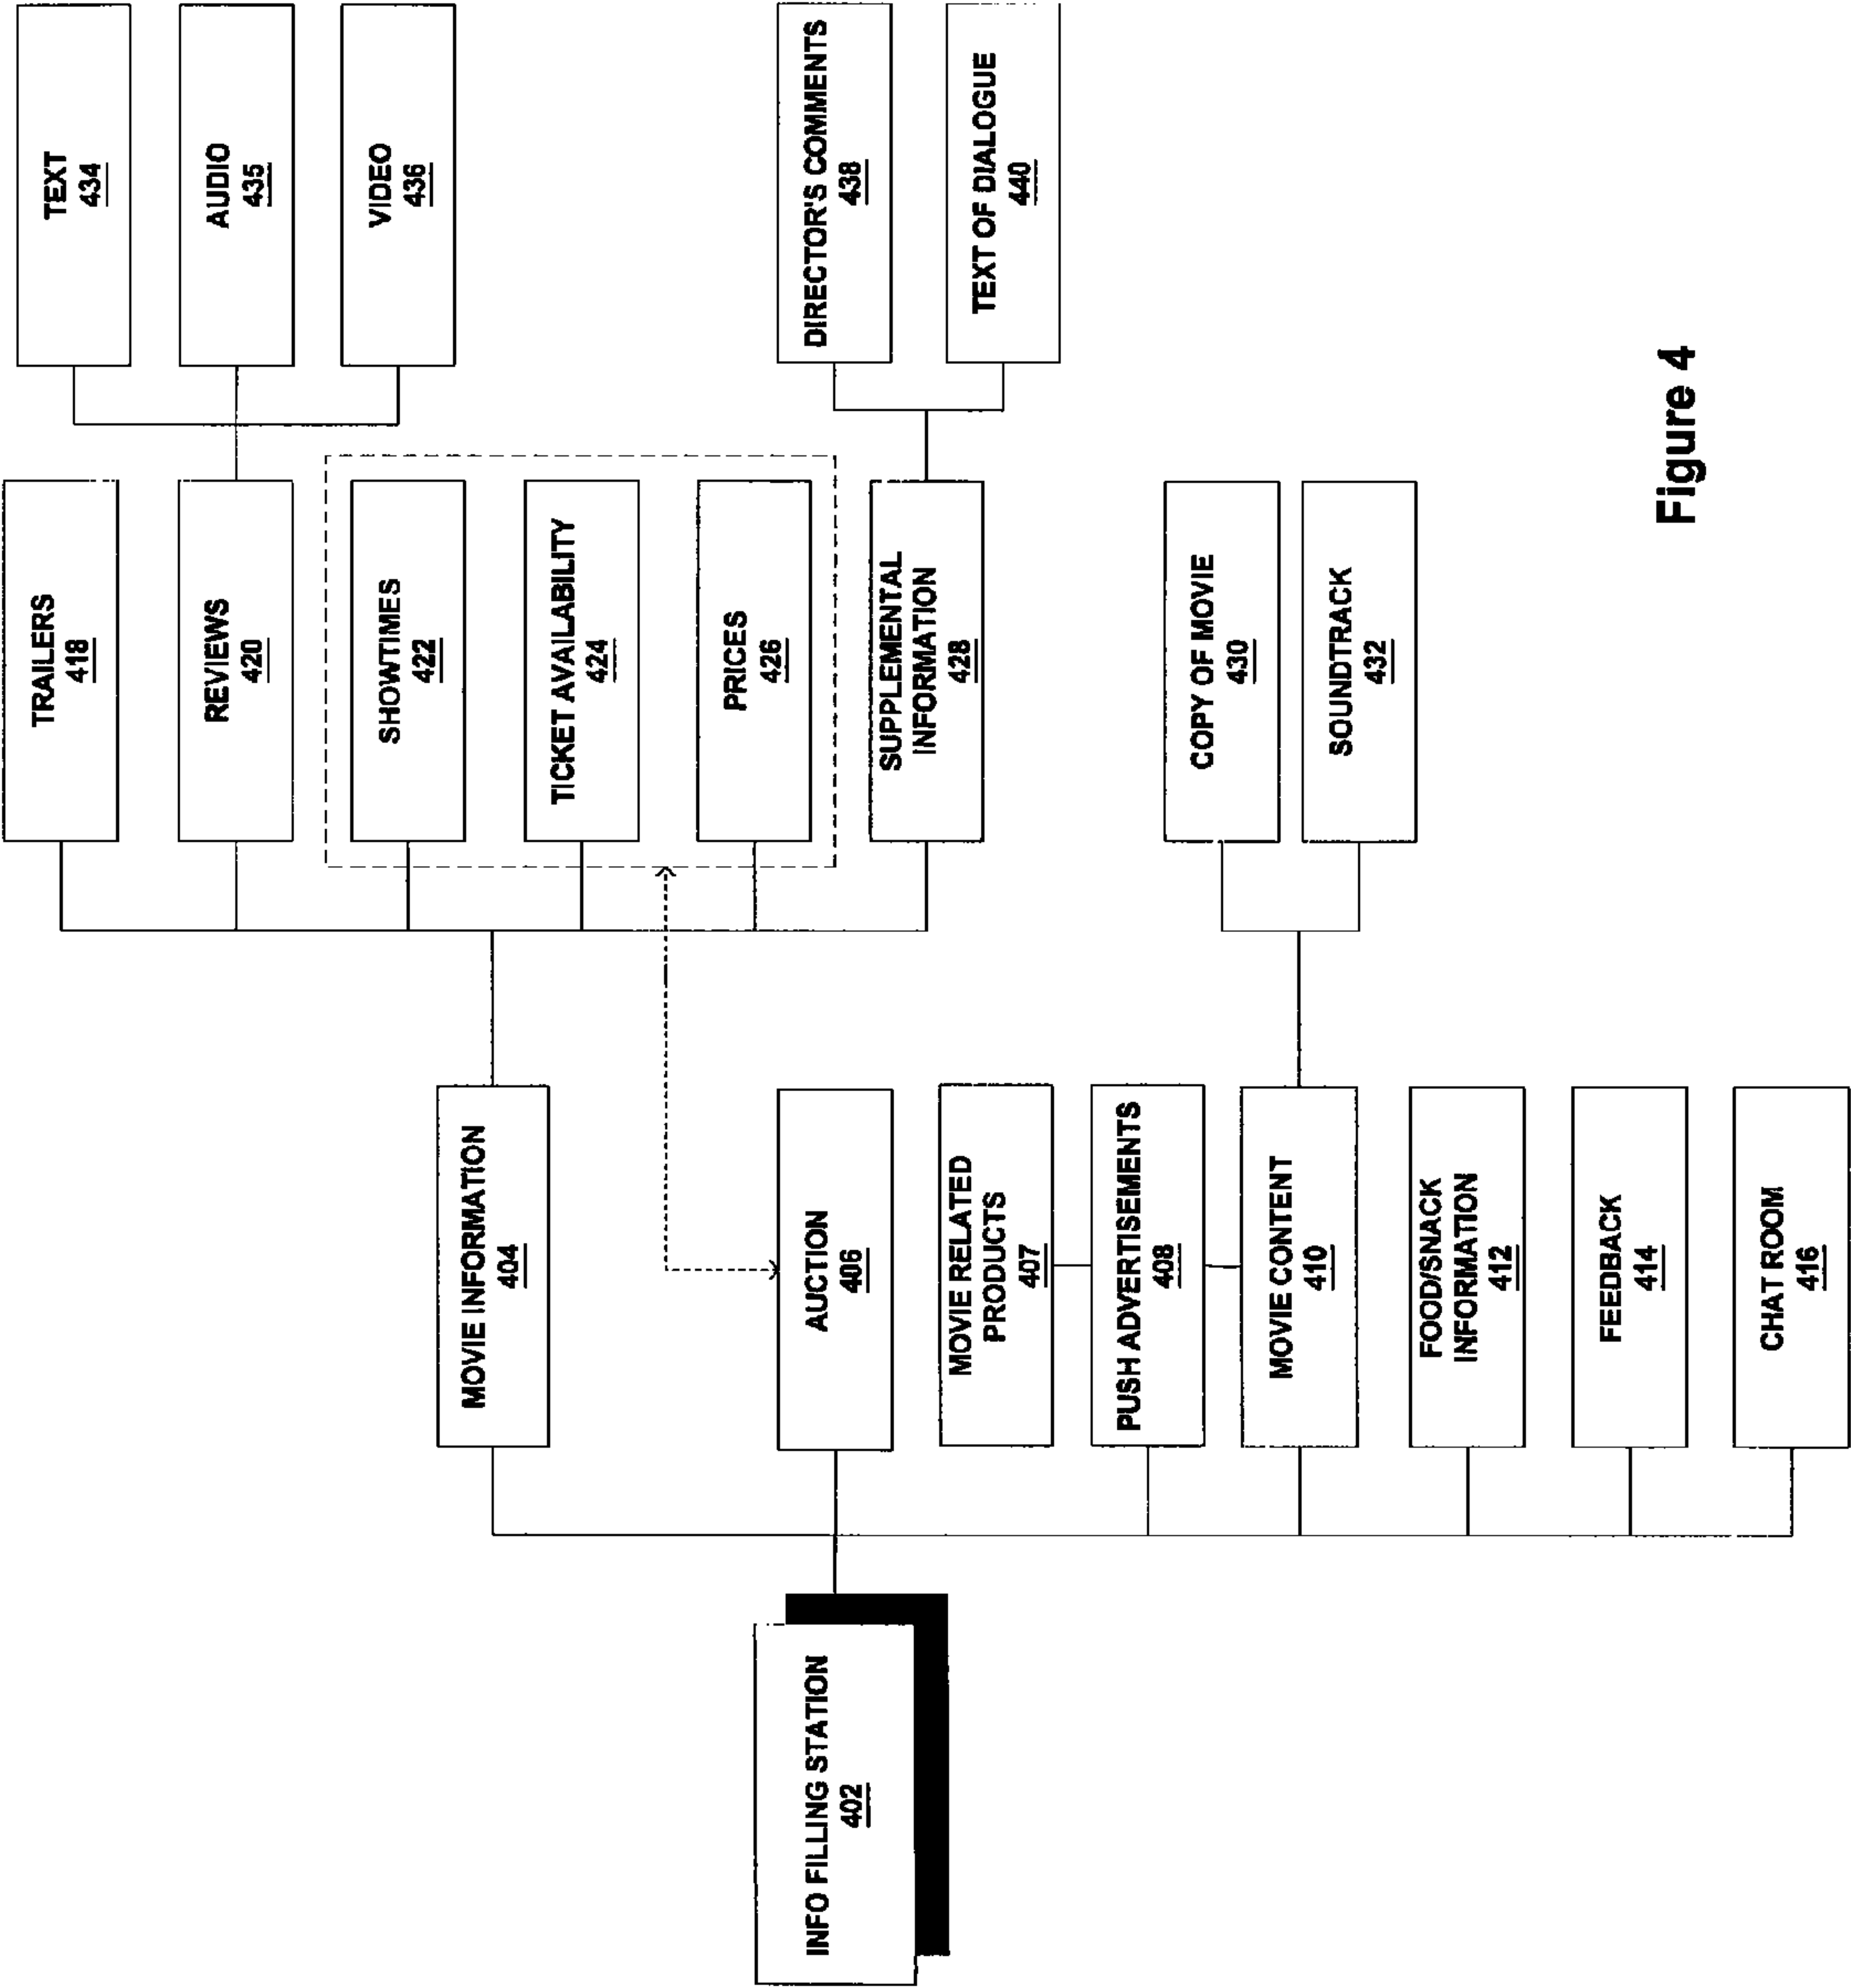 INFO FILLING STATION
402
MOVIE INFORMATION
404
AUCTION
406
MOVIE RELATED
PRODUCTS
407
PUSH ADVERTISEMENTS
408
MOVIE CONTENT
410
FOOD/SNACK
INFORMATION
412
FEEDBACK
414
CHAT ROOM
416
TRAILERS
418
REVIEWS
420
SHOWTIMES
422
TICKET AVAILABILITY
424
PRICES
426
SUPPLEMENTAL
INFORMATION
428
COPY OF MOVIE
430
SOUNDTRACK
432
TEXT
434
AUDIO
435
VIDEO
436
DIRECTOR'S COMMENTS
438
TEXT OF DIALOGUE
440
Figure 4